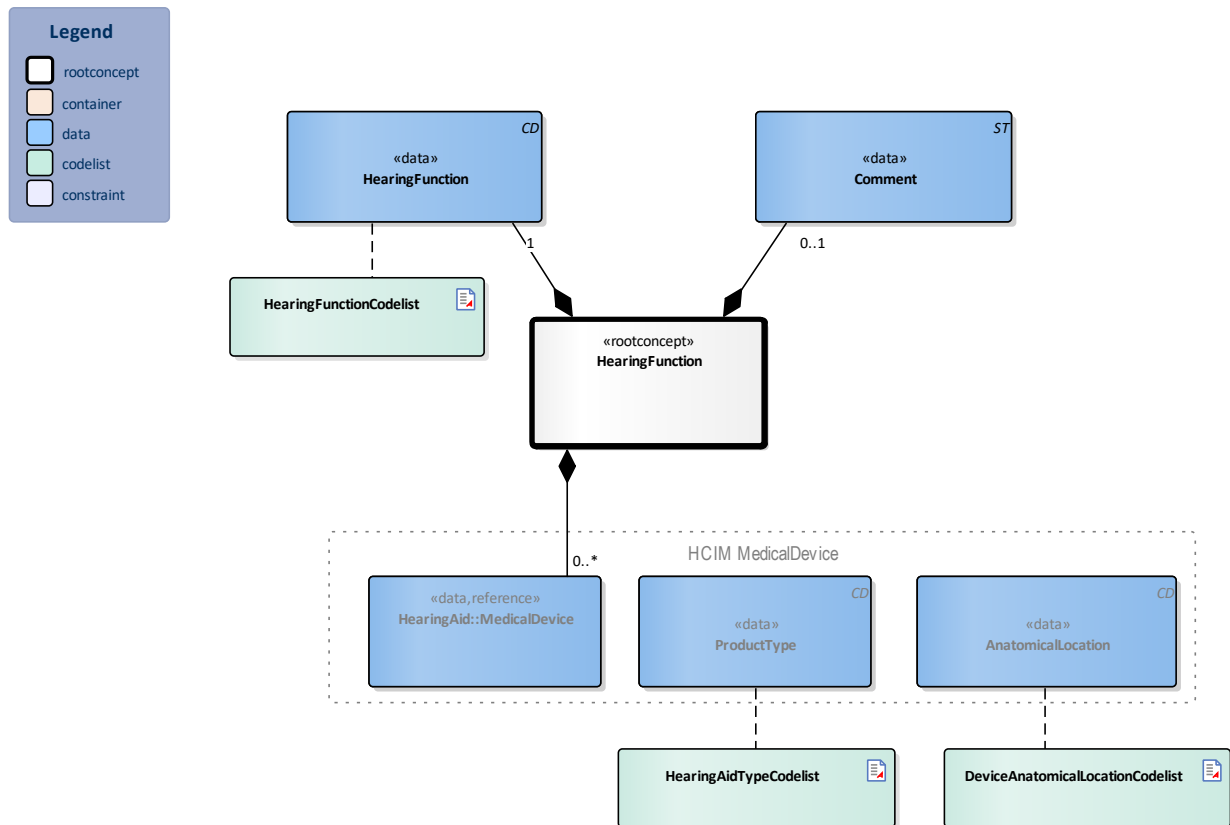 Legend
rootconcept
container
data
codelist
constraint
CD
«data»
HearingFunction
ST
«data»
Comment
1
0..1
HearingFunctionCodelist
«rootconcept»
HearingFunction
0..*
HCIM MedicalDevice
«data,reference»
HearingAid::MedicalDevice
CD
«data»
ProductType
CD
«data»
AnatomicalLocation
HearingAidTypeCodelist
DeviceAnatomicalLocationCodelist